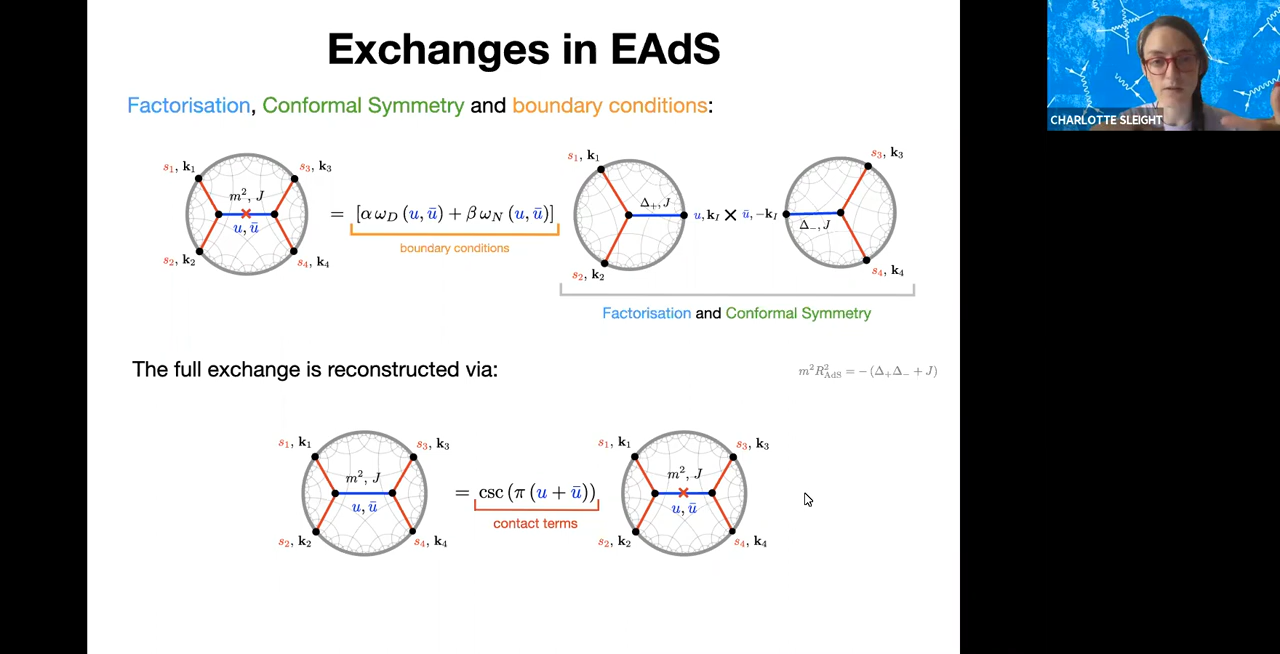 Exchanges in EAdS
CHARLOTTE SLEIGHT
Factorisation, Conformal Symmetry and boundary conditions:
s₁, k₁
s₃, k₃
m², J
u, ū
s₂, k₂
s₄, k₄
= [α ω_D (u, ū) + β ω_N (u, ū)]
boundary conditions
s₁, k₁
Δ₊, J
s₂, k₂
u, k_I × ū, −k_I
s₃, k₃
Δ₋, J
s₄, k₄
Factorisation and Conformal Symmetry
The full exchange is reconstructed via:
m²R²_AdS = − (Δ₊Δ₋ + J)
s₁, k₁
s₃, k₃
m², J
u, ū
s₂, k₂
s₄, k₄
= csc (π (u + ū))
contact terms
s₁, k₁
s₃, k₃
m², J
u, ū
s₂, k₂
s₄, k₄